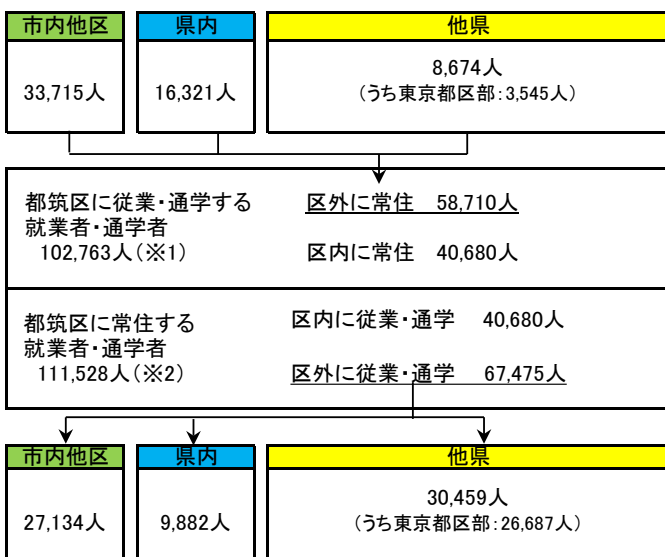 市内他区
県内
他県
33,715人
16,321人
8,674人
（うち東京都区部：3,545人）
都筑区に従業・通学する
就業者・通学者
102,763人（※1）
区外に常住　58,710人
区内に常住　40,680人
都筑区に常住する
就業者・通学者
111,528人（※2）
区内に従業・通学　40,680人
区外に従業・通学　67,475人
市内他区
県内
他県
27,134人
9,882人
30,459人
（うち東京都区部：26,687人）